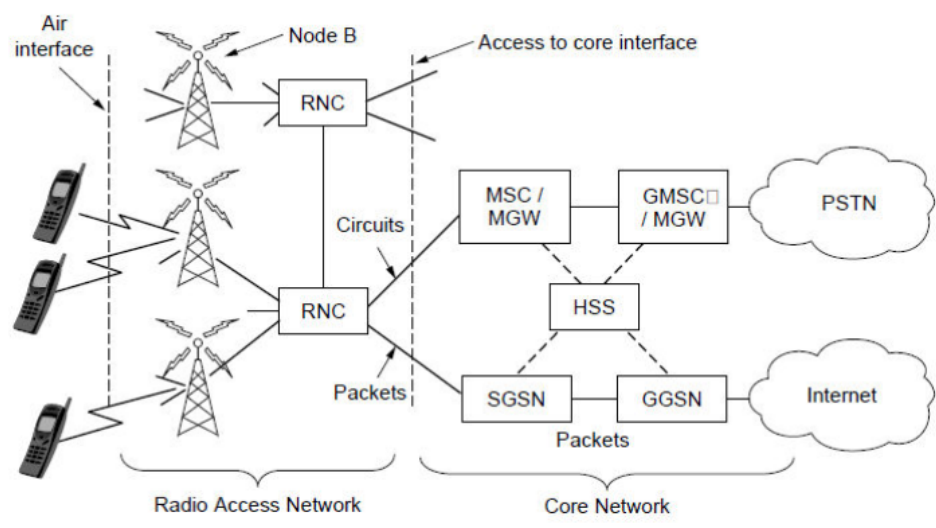 Air
interface
Node B
Access to core interface
RNC
MSC /
MGW
GMSC□
/ MGW
PSTN
Circuits
RNC
HSS
Packets
SGSN
GGSN
Internet
Packets
Radio Access Network
Core Network